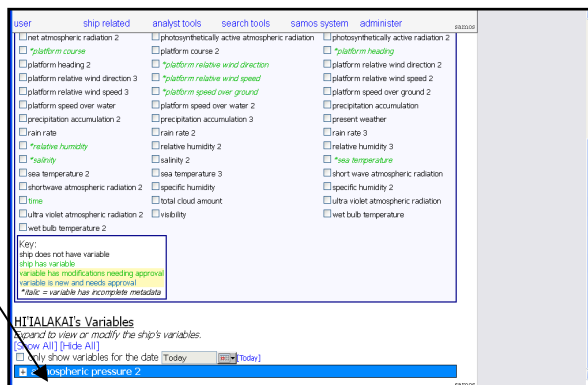 user ship related analyst tools search tools samos system administer samos
net atmospheric radiation 2 photosynthetically active atmospheric radiation photosynthetically active radiation 2
*platform course platform course 2 *platform heading
platform heading 2 *platform relative wind direction platform relative wind direction 2
platform relative wind direction 3 *platform relative wind speed platform relative wind speed 2
platform relative wind speed 3 *platform speed over ground platform speed over ground 2
platform speed over water platform speed over water 2 precipitation accumulation
precipitation accumulation 2 precipitation accumulation 3 present weather
rain rate rain rate 2 rain rate 3
*relative humidity relative humidity 2 relative humidity 3
*salinity salinity 2 *sea temperature
sea temperature 2 sea temperature 3 short wave atmospheric radiation
shortwave atmospheric radiation 2 specific humidity specific humidity 2
time total cloud amount ultra violet atmospheric radiation
ultra violet atmospheric radiation 2 visibility wet bulb temperature
wet bulb temperature 2
Key:
ship does not have variable
ship has variable
variable has modifications needing approval
variable is new and needs approval
*italic = variable has incomplete metadata
HI'IALAKAI's Variables
Expand to view or modify the ship's variables.
[Show All] [Hide All]
only show variables for the date Today [Today]
atmospheric pressure 2
samos